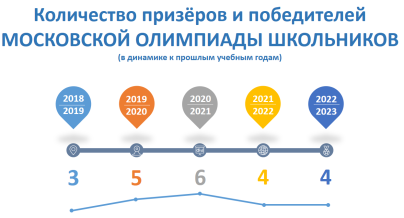 Количество призёров и победителей
МОСКОВСКОЙ ОЛИМПИАДЫ ШКОЛЬНИКОВ
(в динамике к прошлым учебным годам)
2018 2019 2020 2021 2022
2019 2020 2021 2022 2023
3 5 6 4 4